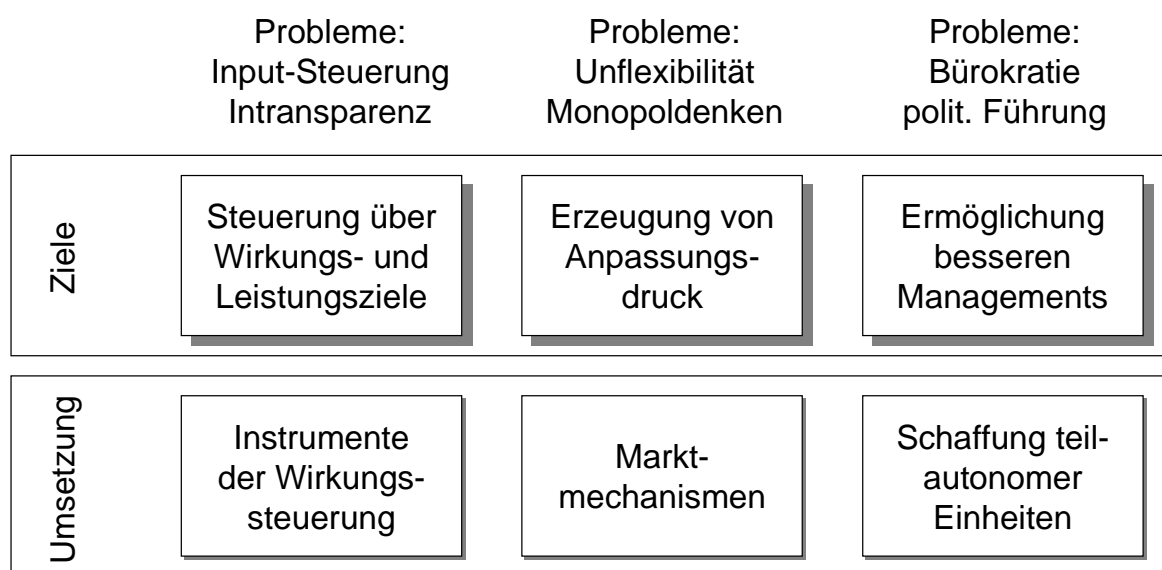 Probleme:
Input-Steuerung
Intransparenz
Probleme:
Unflexibilität
Monopoldenken
Probleme:
Bürokratie
polit. Führung
Ziele
Steuerung über
Wirkungs- und
Leistungsziele
Erzeugung von
Anpassungs-
druck
Ermöglichung
besseren
Managements
Umsetzung
Instrumente
der Wirkungs-
steuerung
Markt-
mechanismen
Schaffung teil-
autonomer
Einheiten